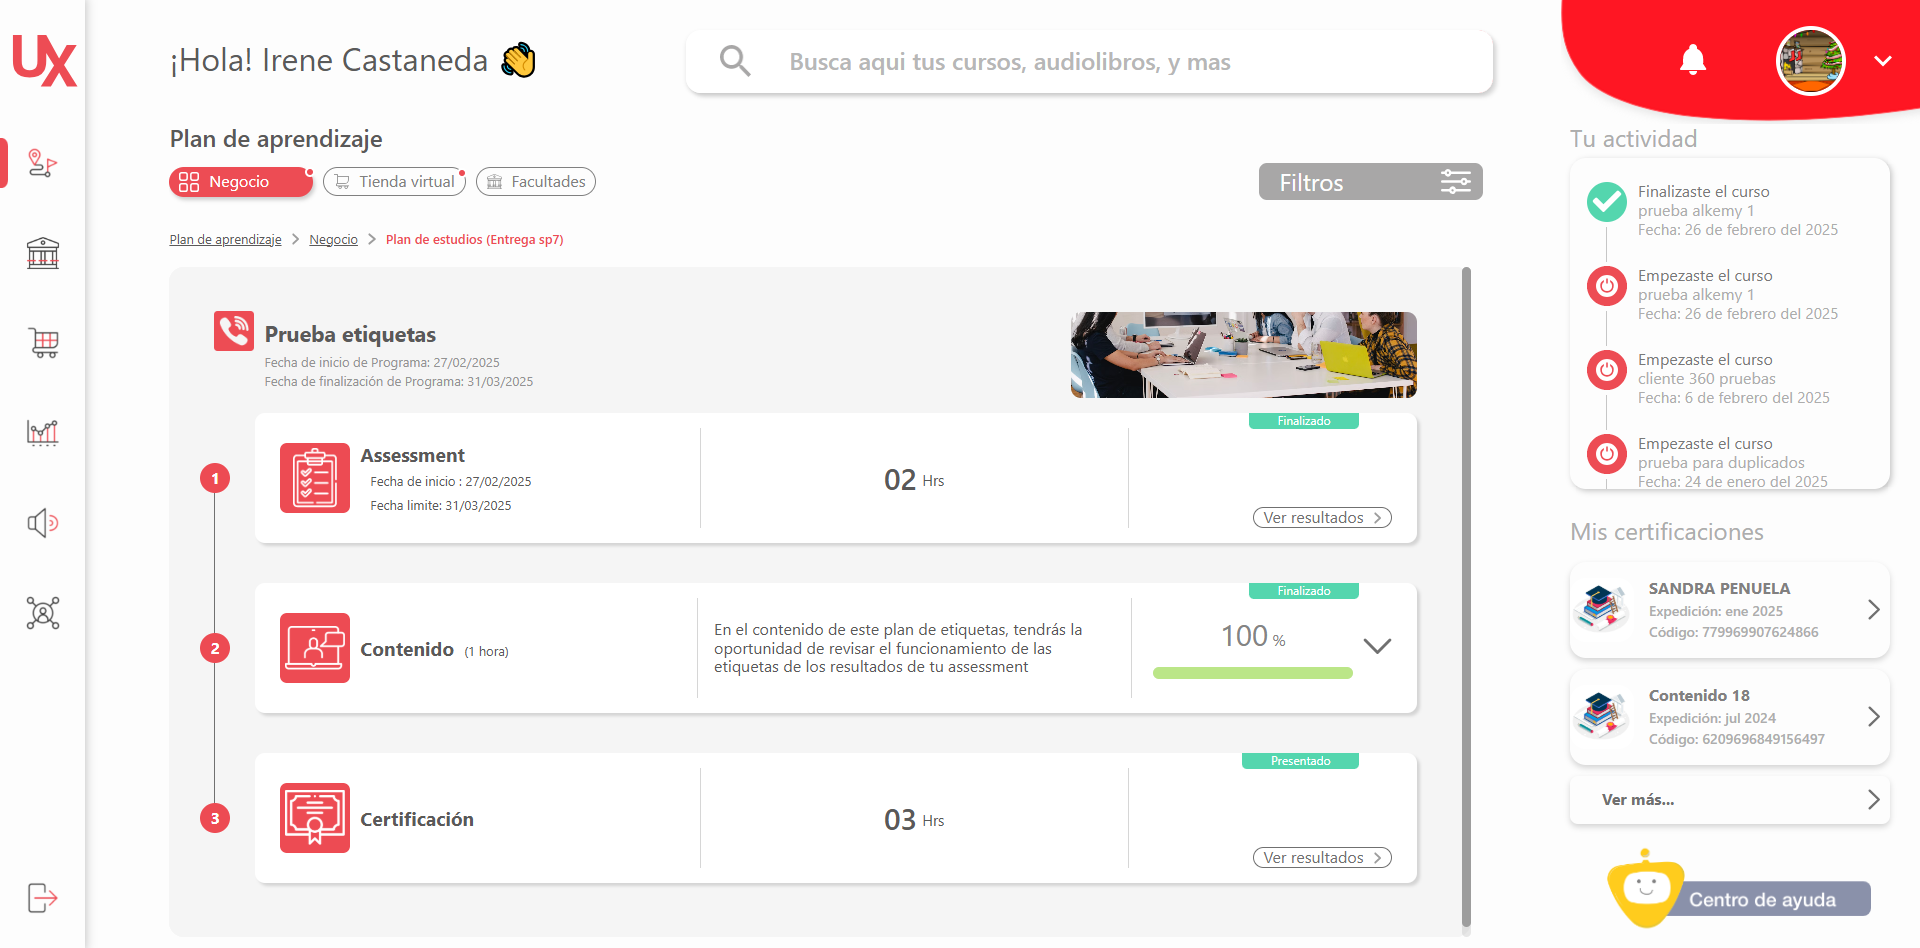 UX
¡Hola! Irene Castaneda
Busca aqui tus cursos, audiolibros, y mas
Plan de aprendizaje
Negocio
Tienda virtual
Facultades
Filtros
Plan de aprendizaje > Negocio > Plan de estudios (Entrega sp7)
Prueba etiquetas
Fecha de inicio de Programa: 27/02/2025
Fecha de finalización de Programa: 31/03/2025
1
Assessment
Fecha de inicio : 27/02/2025
Fecha limite: 31/03/2025
02 Hrs
Finalizado
Ver resultados
2
Contenido (1 hora)
En el contenido de este plan de etiquetas, tendrás la
oportunidad de revisar el funcionamiento de las
etiquetas de los resultados de tu assessment
Finalizado
100 %
3
Certificación
03 Hrs
Presentado
Ver resultados
Tu actividad
Finalizaste el curso
prueba alkemy 1
Fecha: 26 de febrero del 2025
Empezaste el curso
prueba alkemy 1
Fecha: 26 de febrero del 2025
Empezaste el curso
cliente 360 pruebas
Fecha: 6 de febrero del 2025
Empezaste el curso
prueba para duplicados
Fecha: 24 de enero del 2025
Mis certificaciones
SANDRA PENUELA
Expedición: ene 2025
Código: 779969907624866
Contenido 18
Expedición: jul 2024
Código: 6209696849156497
Ver más...
Centro de ayuda